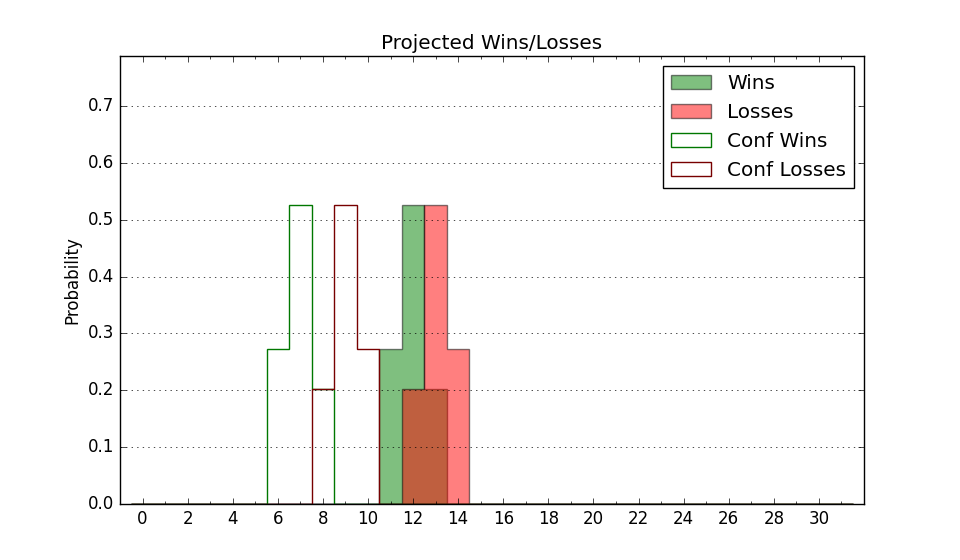 Projected Wins/Losses
Wins
Losses
Conf Wins
Conf Losses
Probability
0.7
0.6
0.5
0.4
0.3
0.2
0.1
0.0
0 2 4 6 8 10 12 14 16 18 20 22 24 26 28 30